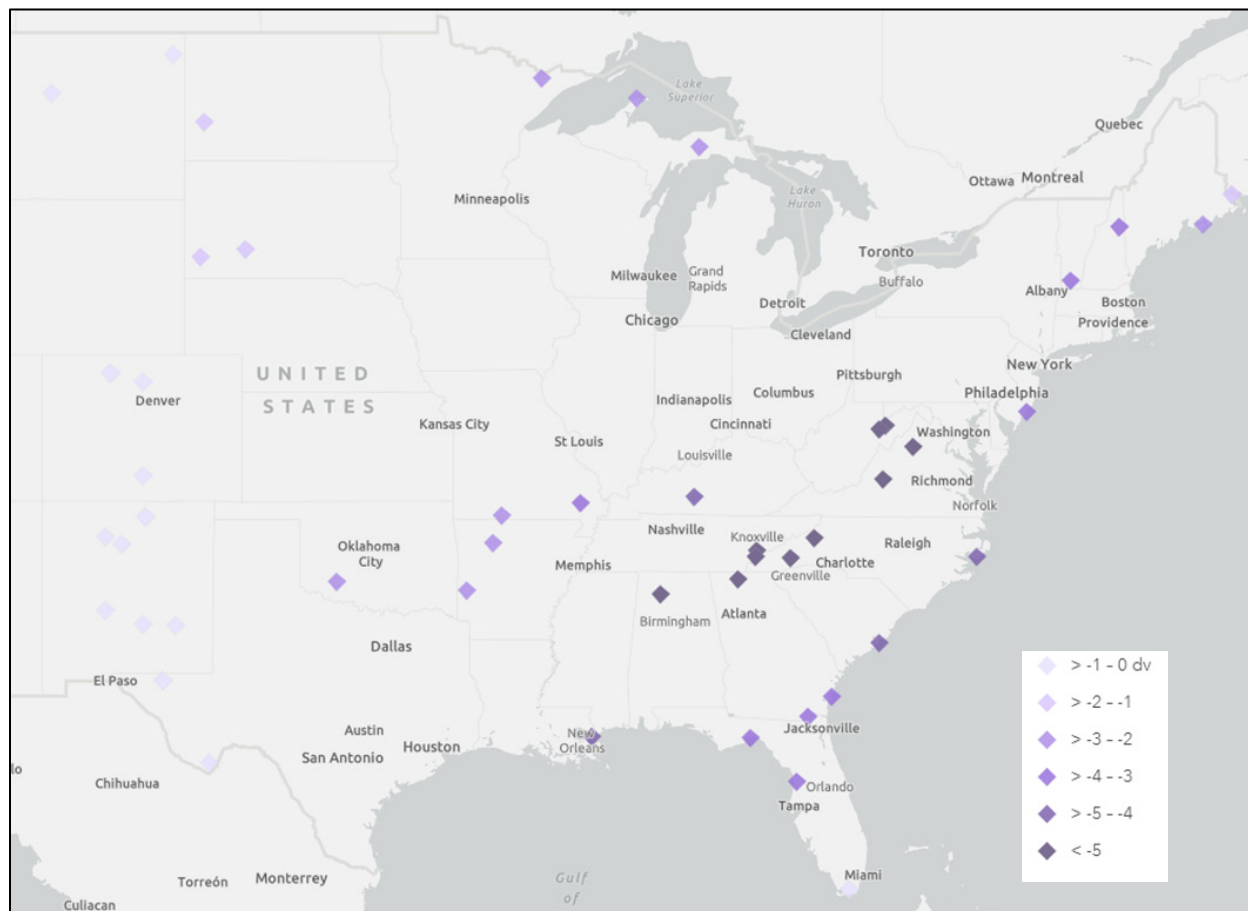 Lake
Superior
Quebec
Ottawa
Montreal
Minneapolis
Lake
Huron
Toronto
Milwaukee
Grand
Rapids
Buffalo
Albany
Boston
Detroit
Chicago
Providence
Cleveland
UNITED
STATES
New York
Pittsburgh
Denver
Columbus
Philadelphia
Indianapolis
Kansas City
Cincinnati
Washington
St Louis
Louisville
Richmond
Norfolk
Nashville
Knoxville
Raleigh
Oklahoma
City
Memphis
Charlotte
Greenville
Atlanta
Birmingham
Dallas
El Paso
> -1 - 0 dv
> -2 - -1
> -3 - -2
> -4 - -3
> -5 - -4
< -5
Austin
Jacksonville
New
Orleans
Houston
San Antonio
lo
Chihuahua
Orlando
Tampa
Miami
Torreón
Monterrey
Gulf
of
Culiacan